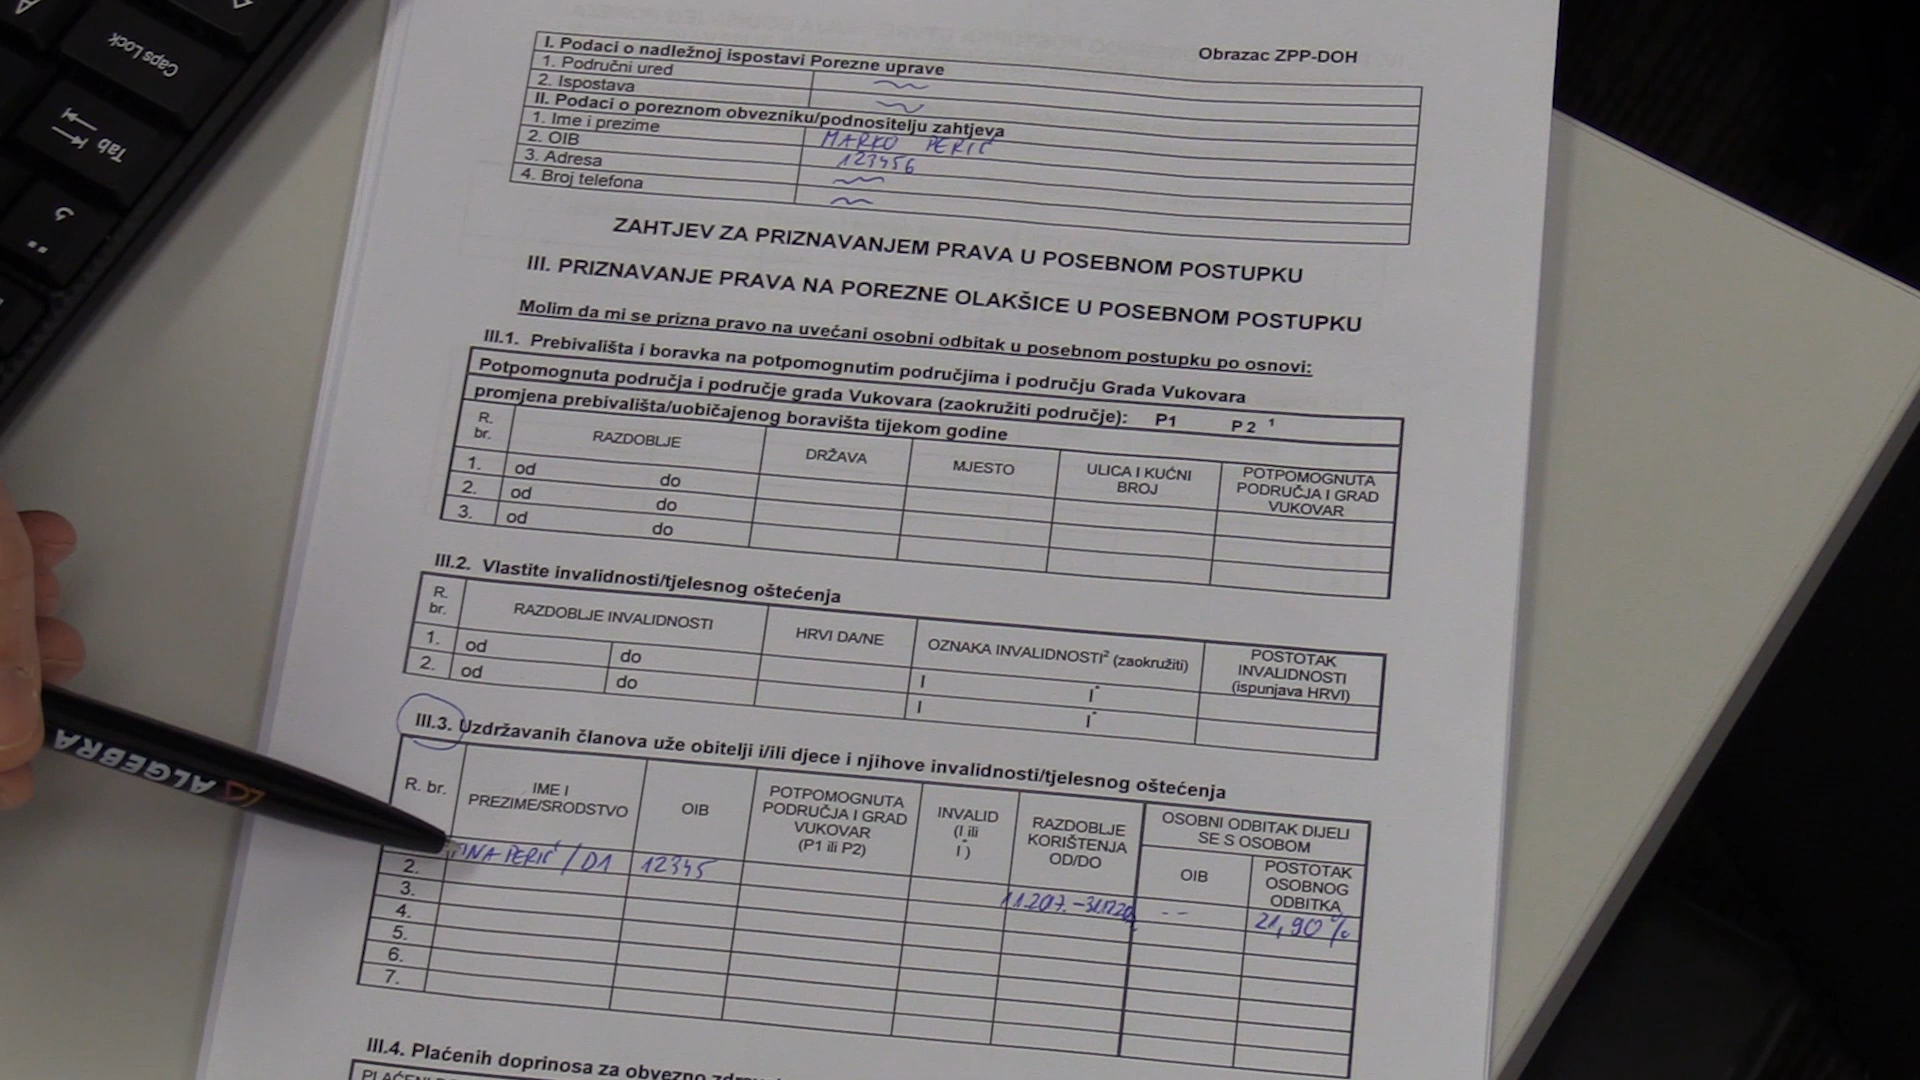 Caps Lock
Tab
Obrazac ZPP-DOH
I. Podaci o nadležnoj ispostavi Porezne uprave
1. Područni ured
2. Ispostava
II. Podaci o poreznom obvezniku/podnositelju zahtjeva
1. Ime i prezime MARKO PERIĆ
2. OIB 123456
3. Adresa
4. Broj telefona
ZAHTJEV ZA PRIZNAVANJEM PRAVA U POSEBNOM POSTUPKU
III. PRIZNAVANJE PRAVA NA POREZNE OLAKŠICE U POSEBNOM POSTUPKU
Molim da mi se prizna pravo na uvećani osobni odbitak u posebnom postupku po osnovi:
III.1. Prebivališta i boravka na potpomognutim područjima i području Grada Vukovara
Potpomognuta područja i područje grada Vukovara (zaokružiti područje): P1 P 2 ¹
promjena prebivališta/uobičajenog boravišta tijekom godine
R. br. RAZDOBLJE DRŽAVA MJESTO ULICA I KUĆNI BROJ POTPOMOGNUTA PODRUČJA I GRAD VUKOVAR
1. od do
2. od do
3. od do
III.2. Vlastite invalidnosti/tjelesnog oštećenja
R. br. RAZDOBLJE INVALIDNOSTI HRVI DA/NE OZNAKA INVALIDNOSTI² (zaokružiti) POSTOTAK INVALIDNOSTI (ispunjava HRVI)
1. od do I I*
2. od do I I*
III.3. Uzdržavanih članova uže obitelji i/ili djece i njihove invalidnosti/tjelesnog oštećenja
R. br. IME I PREZIME/SRODSTVO OIB POTPOMOGNUTA PODRUČJA I GRAD VUKOVAR (P1 ili P2) INVALID (I ili I*) RAZDOBLJE KORIŠTENJA OD/DO OSOBNI ODBITAK DIJELI SE S OSOBOM OIB POSTOTAK OSOBNOG ODBITKA
PERIĆ / D1 12345 -- 21,90 %
2.
3.
4.
5.
6.
7.
III.4. Plaćenih doprinosa za obvezno
ALGEBRA